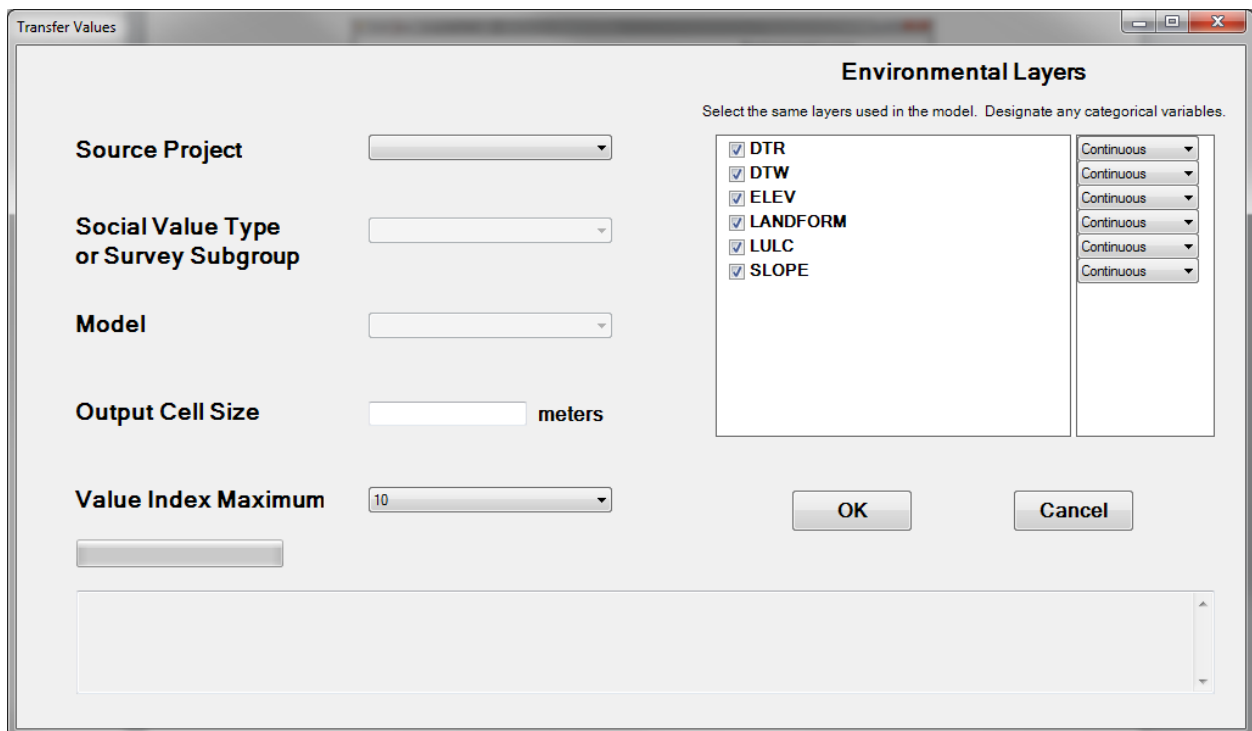 Transfer Values
Environmental Layers
Select the same layers used in the model. Designate any categorical variables.
Source Project
Social Value Type
or Survey Subgroup
Model
Output Cell Size
meters
Value Index Maximum
10
DTR
Continuous
DTW
Continuous
ELEV
Continuous
LANDFORM
Continuous
LULC
Continuous
SLOPE
Continuous
OK
Cancel